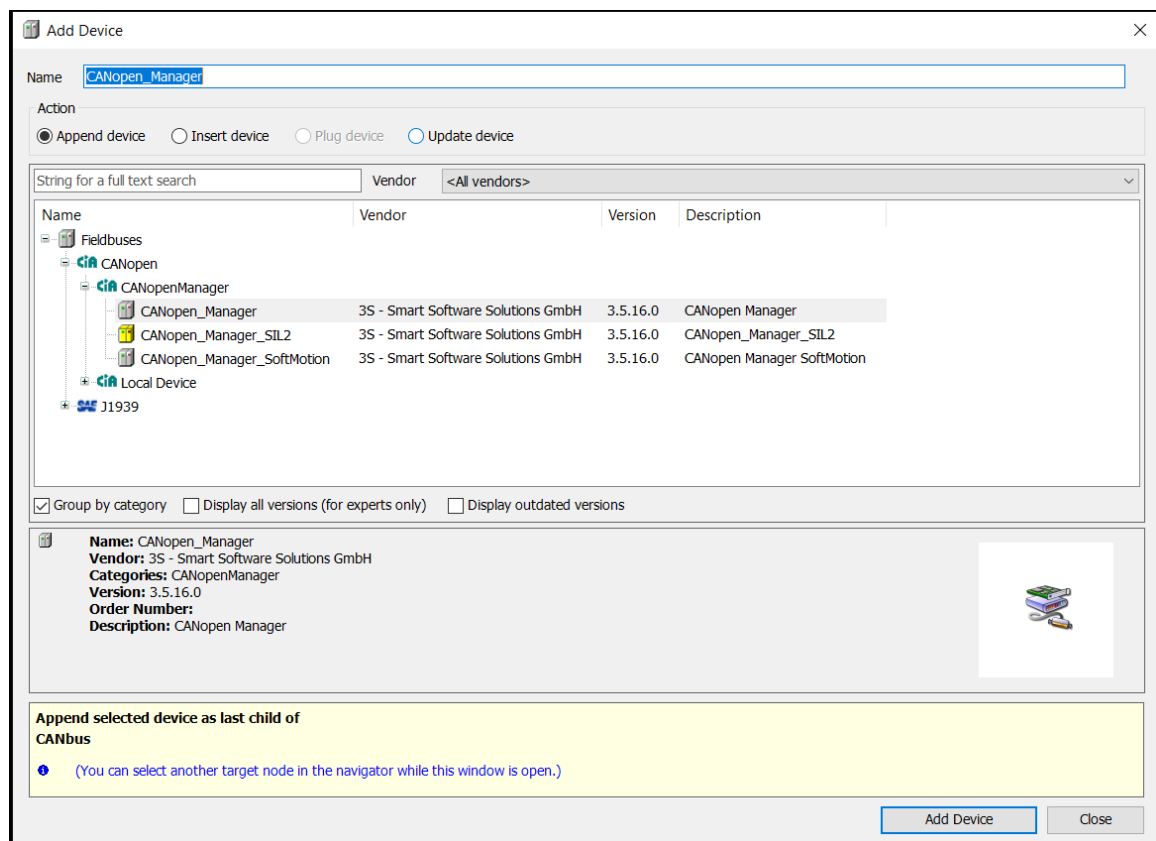 Add Device
Name CANopen_Manager
Action
Append device Insert device Plug device Update device
String for a full text search Vendor <All vendors>
Name Vendor Version Description
Fieldbuses
CiA CANopen
CiA CANopenManager
CANopen_Manager 3S - Smart Software Solutions GmbH 3.5.16.0 CANopen Manager
CANopen_Manager_SIL2 3S - Smart Software Solutions GmbH 3.5.16.0 CANopen_Manager_SIL2
CANopen_Manager_SoftMotion 3S - Smart Software Solutions GmbH 3.5.16.0 CANopen Manager SoftMotion
CiA Local Device
SAE J1939
Group by category Display all versions (for experts only) Display outdated versions
Name: CANopen_Manager
Vendor: 3S - Smart Software Solutions GmbH
Categories: CANopenManager
Version: 3.5.16.0
Order Number:
Description: CANopen Manager
Append selected device as last child of
CANbus
(You can select another target node in the navigator while this window is open.)
Add Device Close